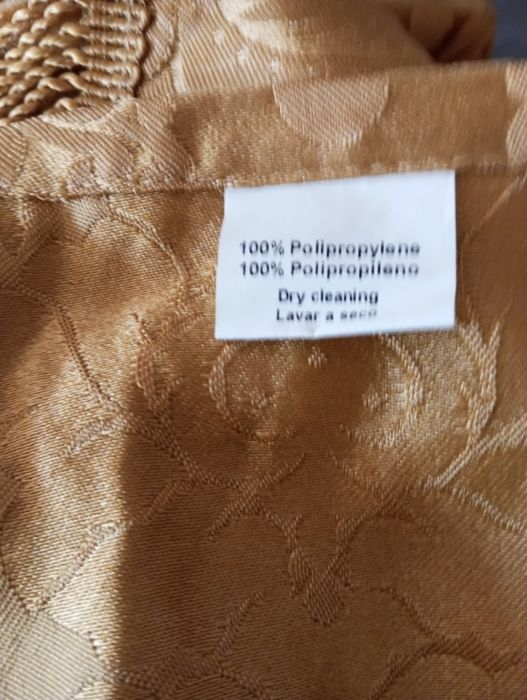 100% Polipropylene
100% Polipropileno
Dry cleaning
Lavar a seco